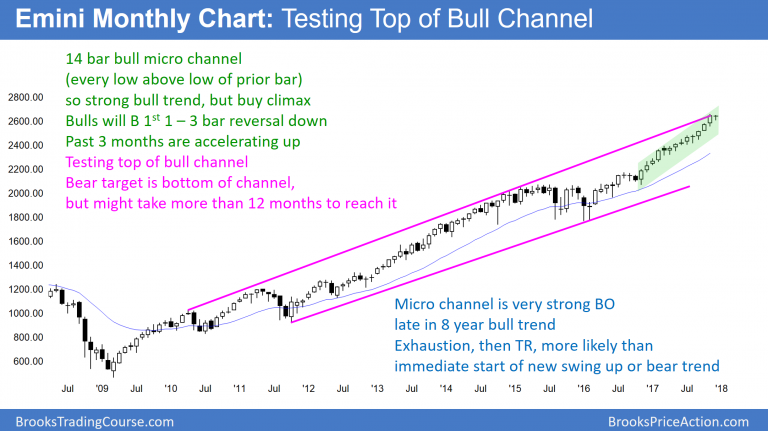 Emini Monthly Chart: Testing Top of Bull Channel
14 bar bull micro channel
(every low above low of prior bar)
so strong bull trend, but buy climax
Bulls will B 1st 1 – 3 bar reversal down
Past 3 months are accelerating up
Testing top of bull channel
Bear target is bottom of channel,
but might take more than 12 months to reach it
2800.00
2600.00
2400.00
2200.00
2000.00
1800.00
1600.00
1400.00
1200.00
1000.00
800.00
600.00
Micro channel is very strong BO
late in 8 year bull trend
Exhaustion, then TR, more likely than
immediate start of new swing up or bear trend
Jul '09 Jul '10 Jul '11 Jul '12 Jul '13 Jul '14 Jul '15 Jul '16 Jul '17 Jul '18
BrooksTradingCourse.com BrooksPriceAction.com